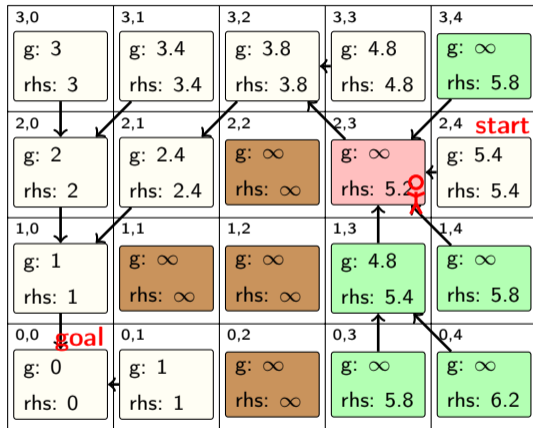 3,0 3,1 3,2 3,3 3,4
g: 3 g: 3.4 g: 3.8 g: 4.8 g: ∞
rhs: 3 rhs: 3.4 rhs: 3.8 rhs: 4.8 rhs: 5.8
2,0 2,1 2,2 2,3 2,4 start
g: 2 g: 2.4 g: ∞ g: ∞ g: 5.4
rhs: 2 rhs: 2.4 rhs: ∞ rhs: 5.2 rhs: 5.4
1,0 1,1 1,2 1,3 1,4
g: 1 g: ∞ g: ∞ g: 4.8 g: ∞
rhs: 1 rhs: ∞ rhs: ∞ rhs: 5.4 rhs: 5.8
0,0 goal 0,1 0,2 0,3 0,4
g: 0 g: 1 g: ∞ g: ∞ g: ∞
rhs: 0 rhs: 1 rhs: ∞ rhs: 5.8 rhs: 6.2